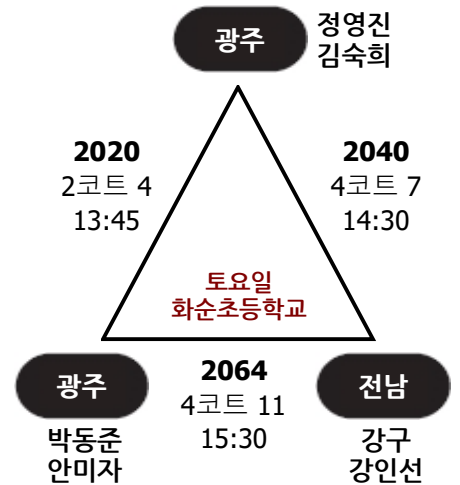 광주
정영진
김숙희
2020
2코트 4
13:45
2040
4코트 7
14:30
토요일
화순초등학교
광주
박동준
안미자
2064
4코트 11
15:30
전남
강구
강인선